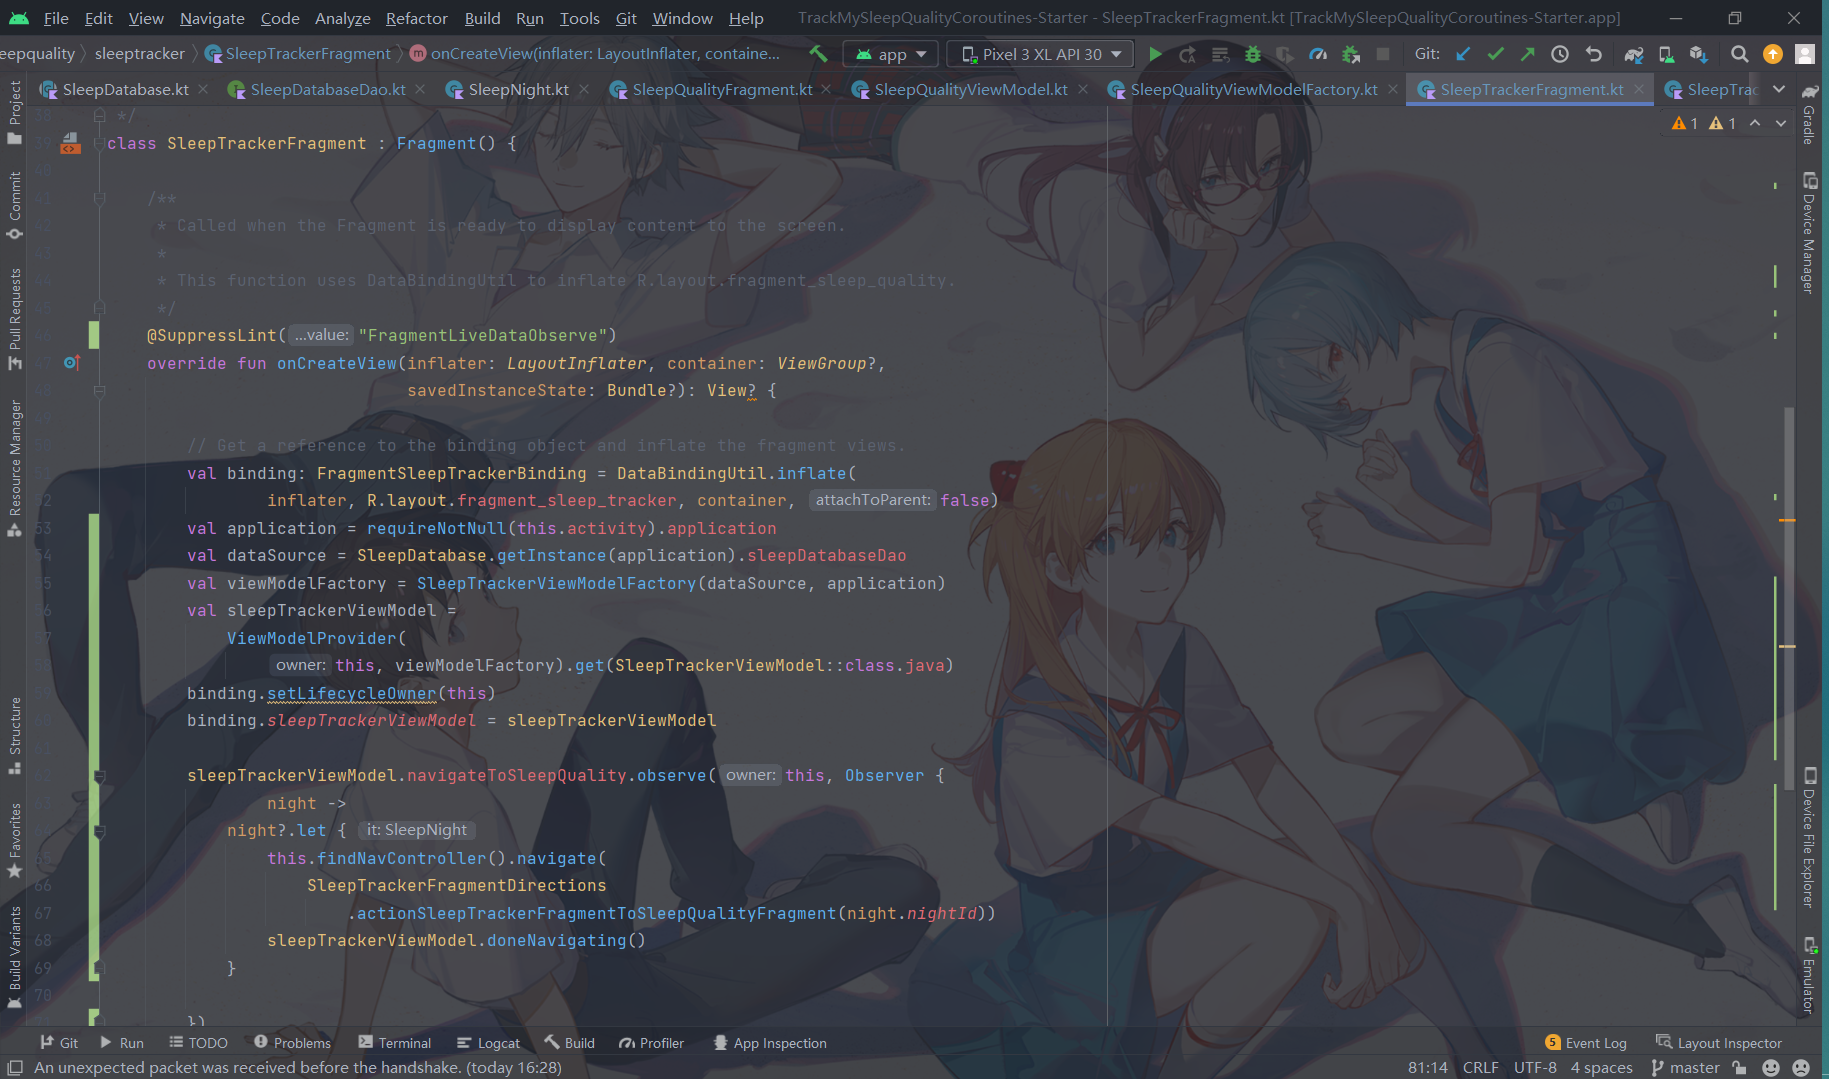 File Edit View Navigate Code Analyze Refactor Build Run Tools Git Window Help TrackMySleepQualityCoroutines-Starter - SleepTrackerFragment.kt [TrackMySleepQualityCoroutines-Starter.app]
eepquality sleeptracker SleepTrackerFragment onCreateView(inflater: LayoutInflater, containe... app Pixel 3 XL API 30 Git:
SleepDatabase.kt SleepDatabaseDao.kt SleepNight.kt SleepQualityFragment.kt SleepQualityViewModel.kt SleepQualityViewModelFactory.kt SleepTrackerFragment.kt SleepTrac
1 1
Project
Commit
Pull Requests
Resource Manager
Structure
Favorites
Build Variants
38 */
39 class SleepTrackerFragment : Fragment() {
40
41 /**
42 * Called when the Fragment is ready to display content to the screen.
43 *
44 * This function uses DataBindingUtil to inflate R.layout.fragment_sleep_quality.
45 */
46 @SuppressLint( ...value: "FragmentLiveDataObserve")
47 override fun onCreateView(inflater: LayoutInflater, container: ViewGroup?,
48 savedInstanceState: Bundle?): View? {
49
50 // Get a reference to the binding object and inflate the fragment views.
51 val binding: FragmentSleepTrackerBinding = DataBindingUtil.inflate(
52 inflater, R.layout.fragment_sleep_tracker, container, attachToParent: false)
53 val application = requireNotNull(this.activity).application
54 val dataSource = SleepDatabase.getInstance(application).sleepDatabaseDao
55 val viewModelFactory = SleepTrackerViewModelFactory(dataSource, application)
56 val sleepTrackerViewModel =
57 ViewModelProvider(
58 owner: this, viewModelFactory).get(SleepTrackerViewModel::class.java)
59 binding.setLifecycleOwner(this)
60 binding.sleepTrackerViewModel = sleepTrackerViewModel
61
62 sleepTrackerViewModel.navigateToSleepQuality.observe( owner: this, Observer {
63 night ->
64 night?.let { it: SleepNight
65 this.findNavController().navigate(
66 SleepTrackerFragmentDirections
67 .actionSleepTrackerFragmentToSleepQualityFragment(night.nightId))
68 sleepTrackerViewModel.doneNavigating()
69 }
70
})
Gradle
Device Manager
Device File Explorer
Emulator
Git Run TODO Problems Terminal Logcat Build Profiler App Inspection 5 Event Log Layout Inspector
An unexpected packet was received before the handshake. (today 16:28) 81:14 CRLF UTF-8 4 spaces master